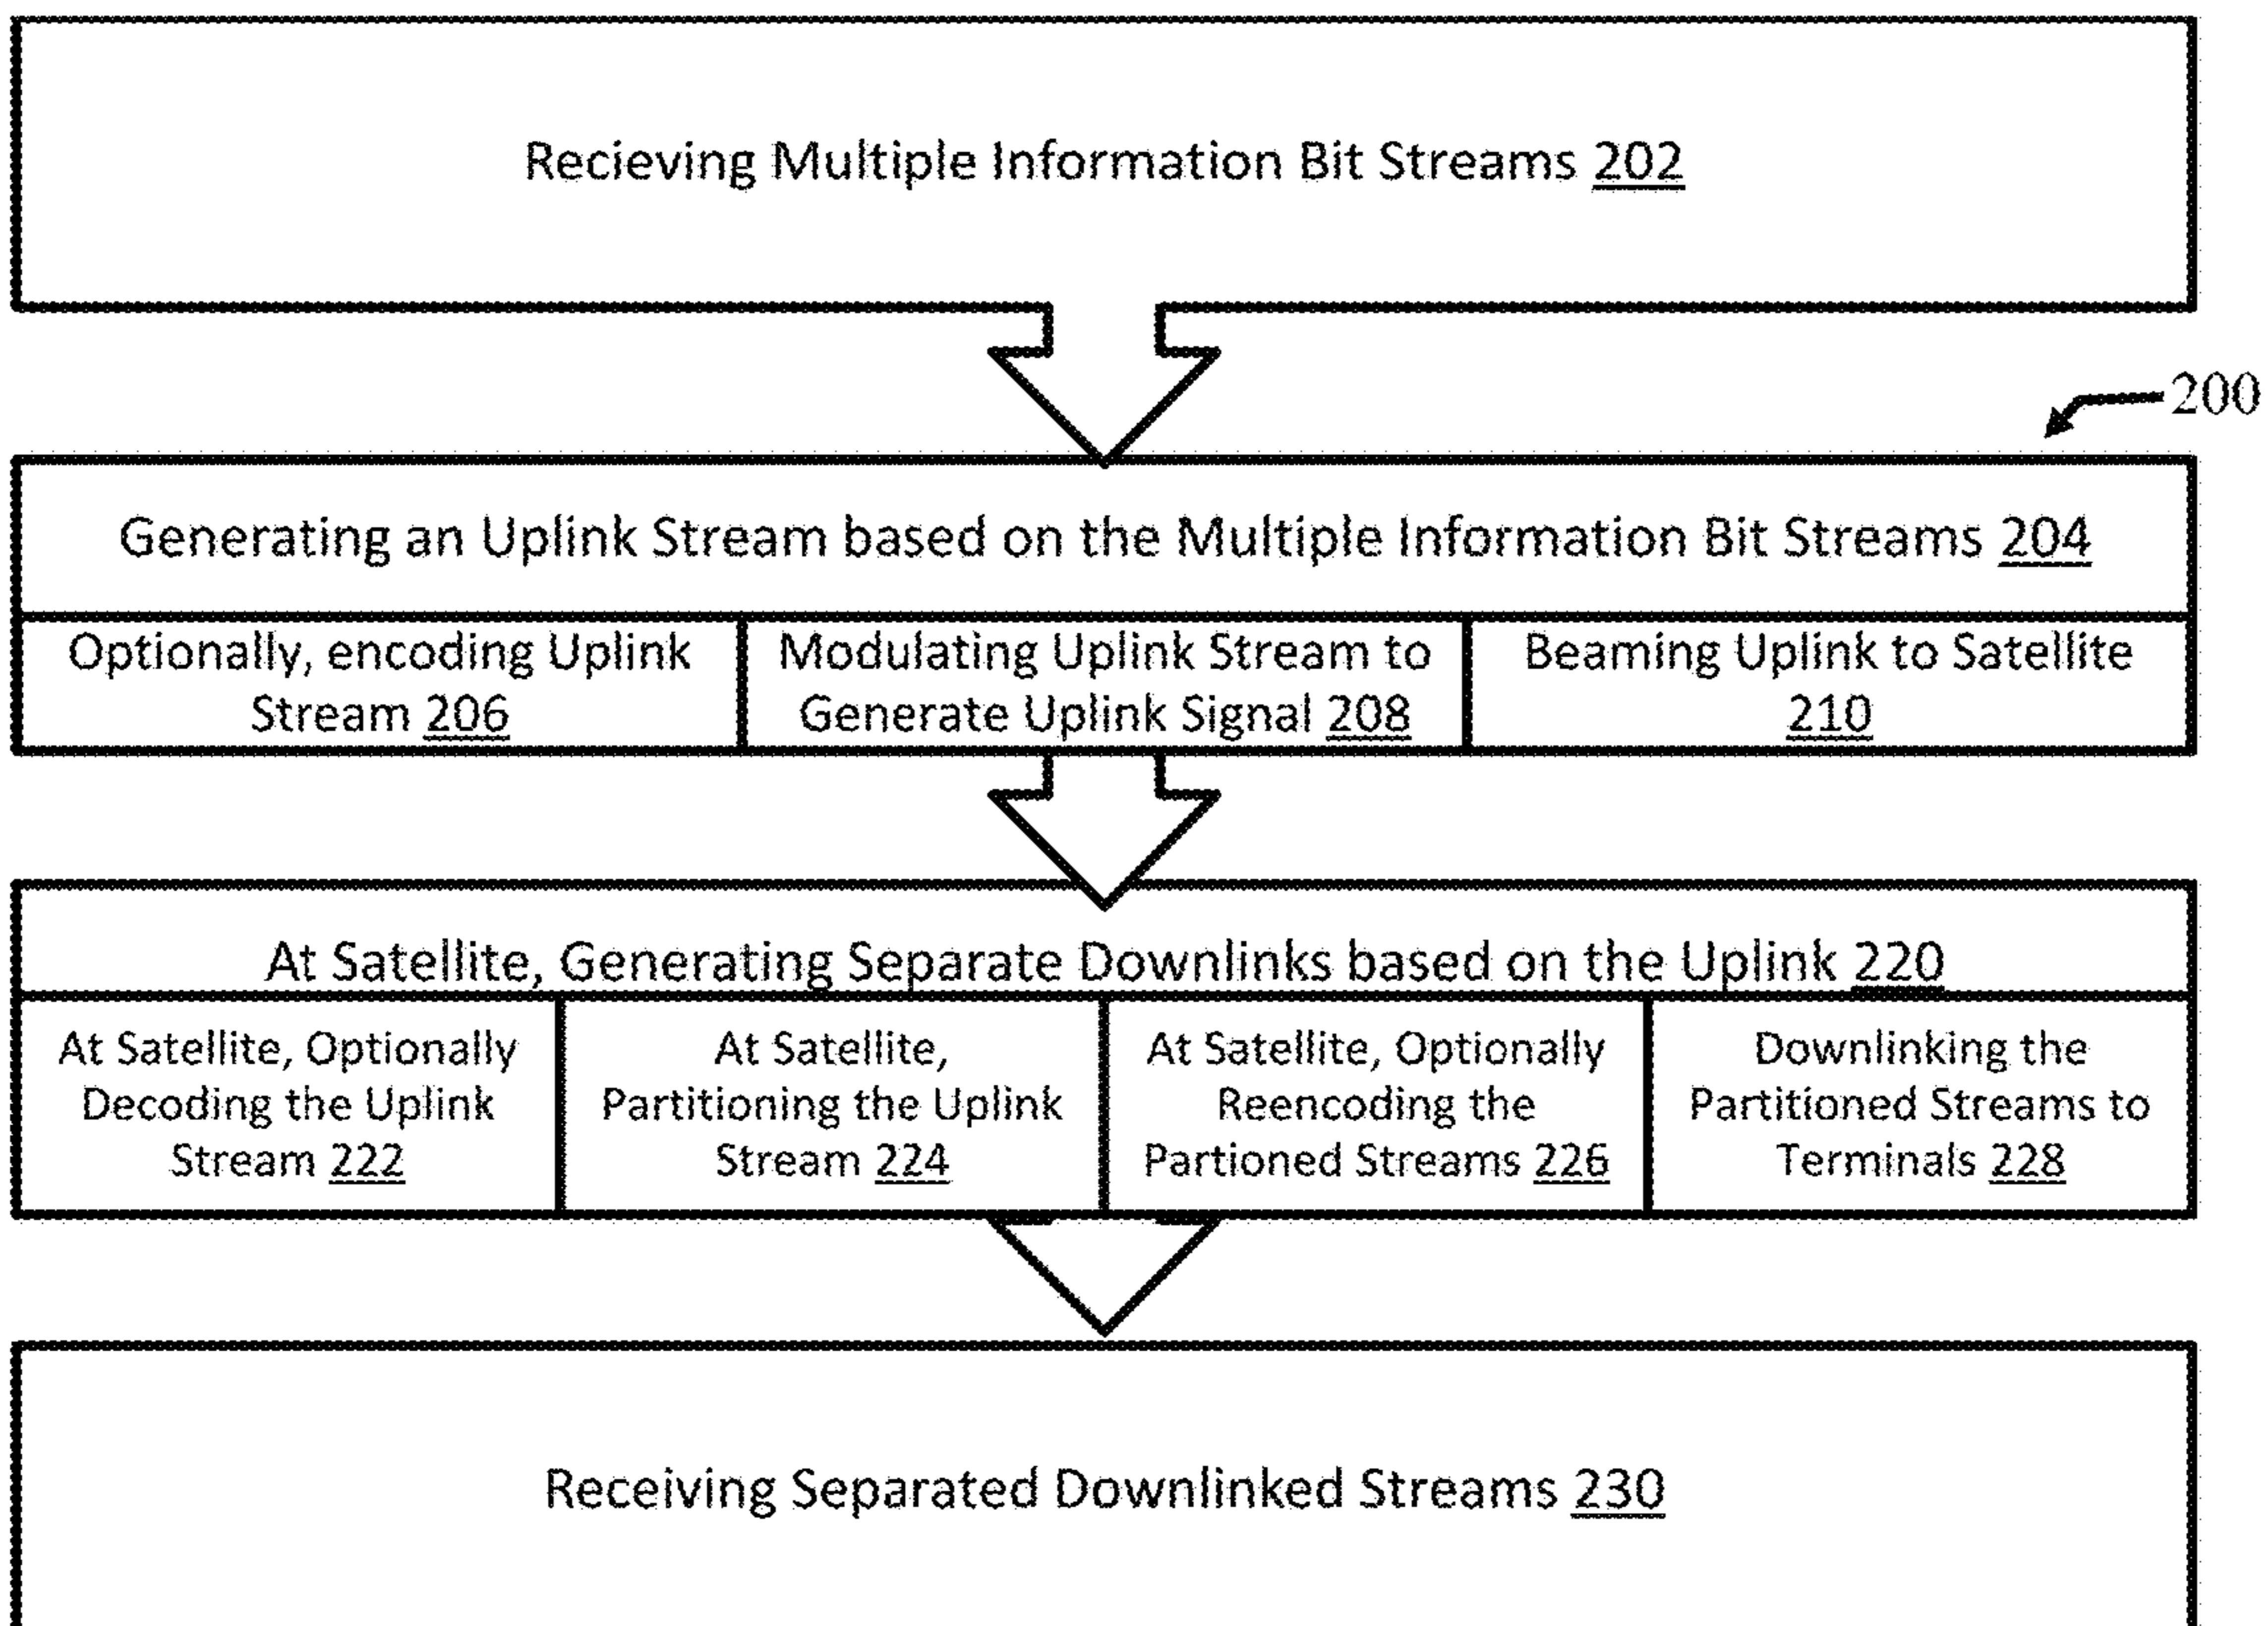 Recieving Multiple Information Bit Streams 202
200
Generating an Uplink Stream based on the Multiple Information Bit Streams 204
Optionally, encoding Uplink
Stream 206
Modulating Uplink Stream to
Generate Uplink Signal 208
Beaming Uplink to Satellite
210
At Satellite, Generating Separate Downlinks based on the Uplink 220
At Satellite, Optionally
Decoding the Uplink
Stream 222
At Satellite,
Partitioning the Uplink
Stream 224
At Satellite, Optionally
Reencoding the
Partioned Streams 226
Downlinking the
Partitioned Streams to
Terminals 228
Receiving Separated Downlinked Streams 230